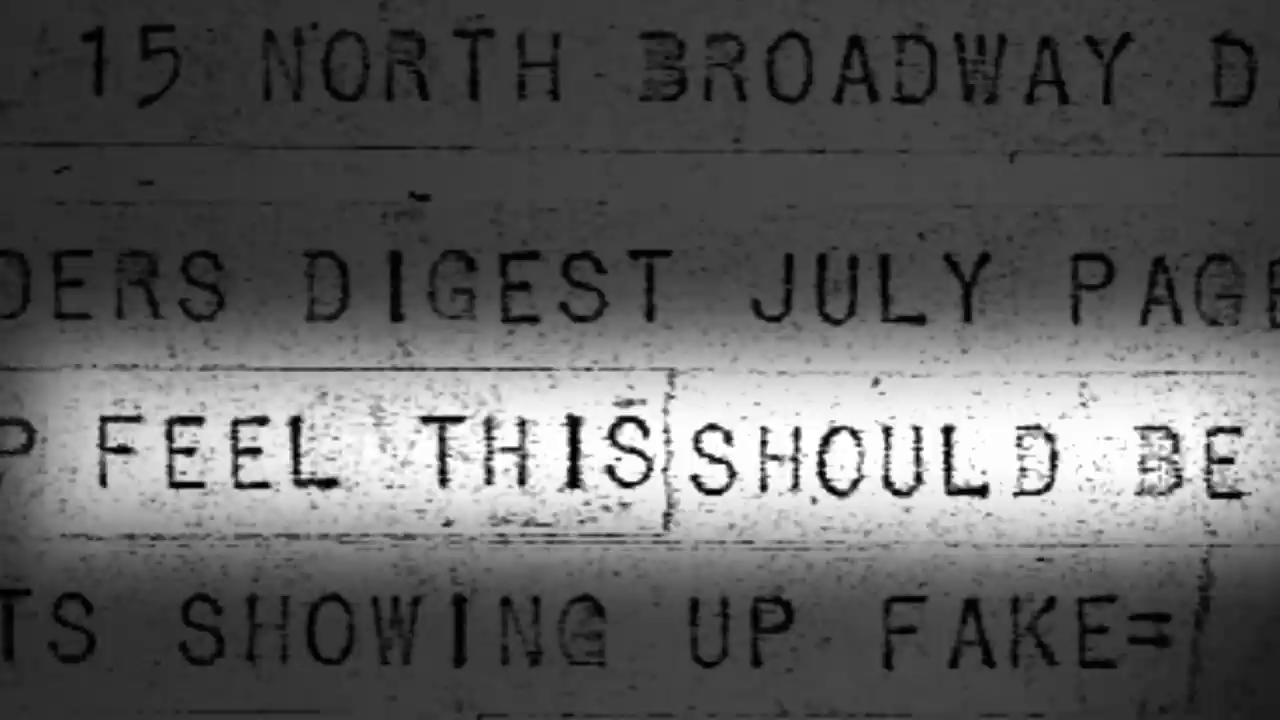 15 NORTH BROADWAY D
DERS DIGEST JULY PAGE
P FEEL THIS SHOULD BE
TS SHOWING UP FAKE=